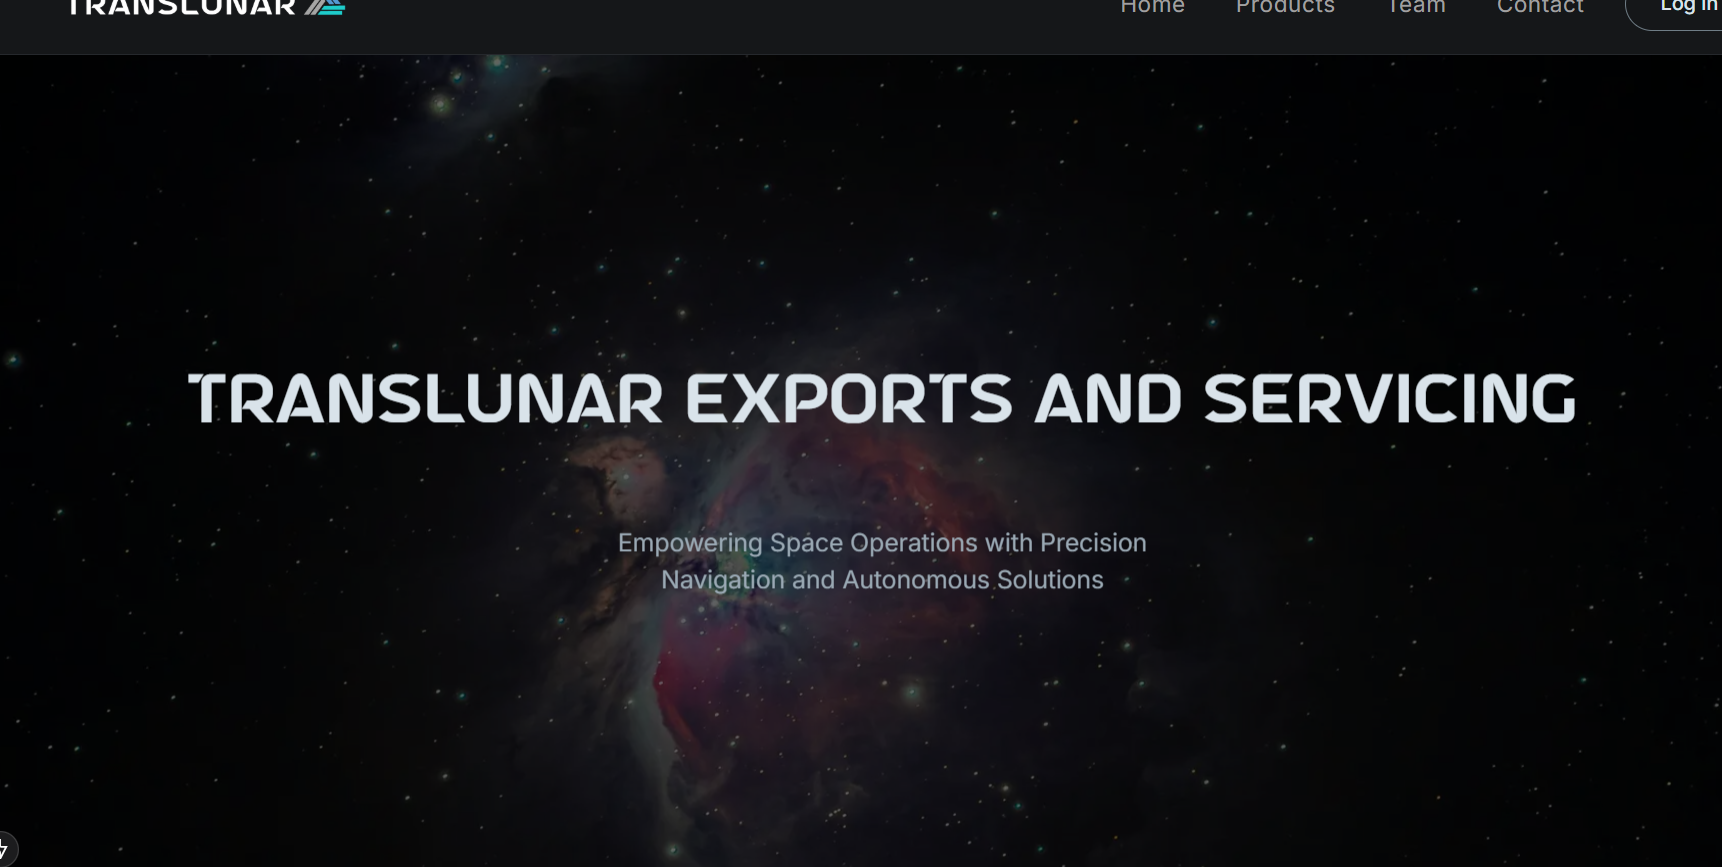 TRANSLUNAR
Home Products Team Contact Log in
TRANSLUNAR EXPORTS AND SERVICING
Empowering Space Operations with Precision
Navigation and Autonomous Solutions